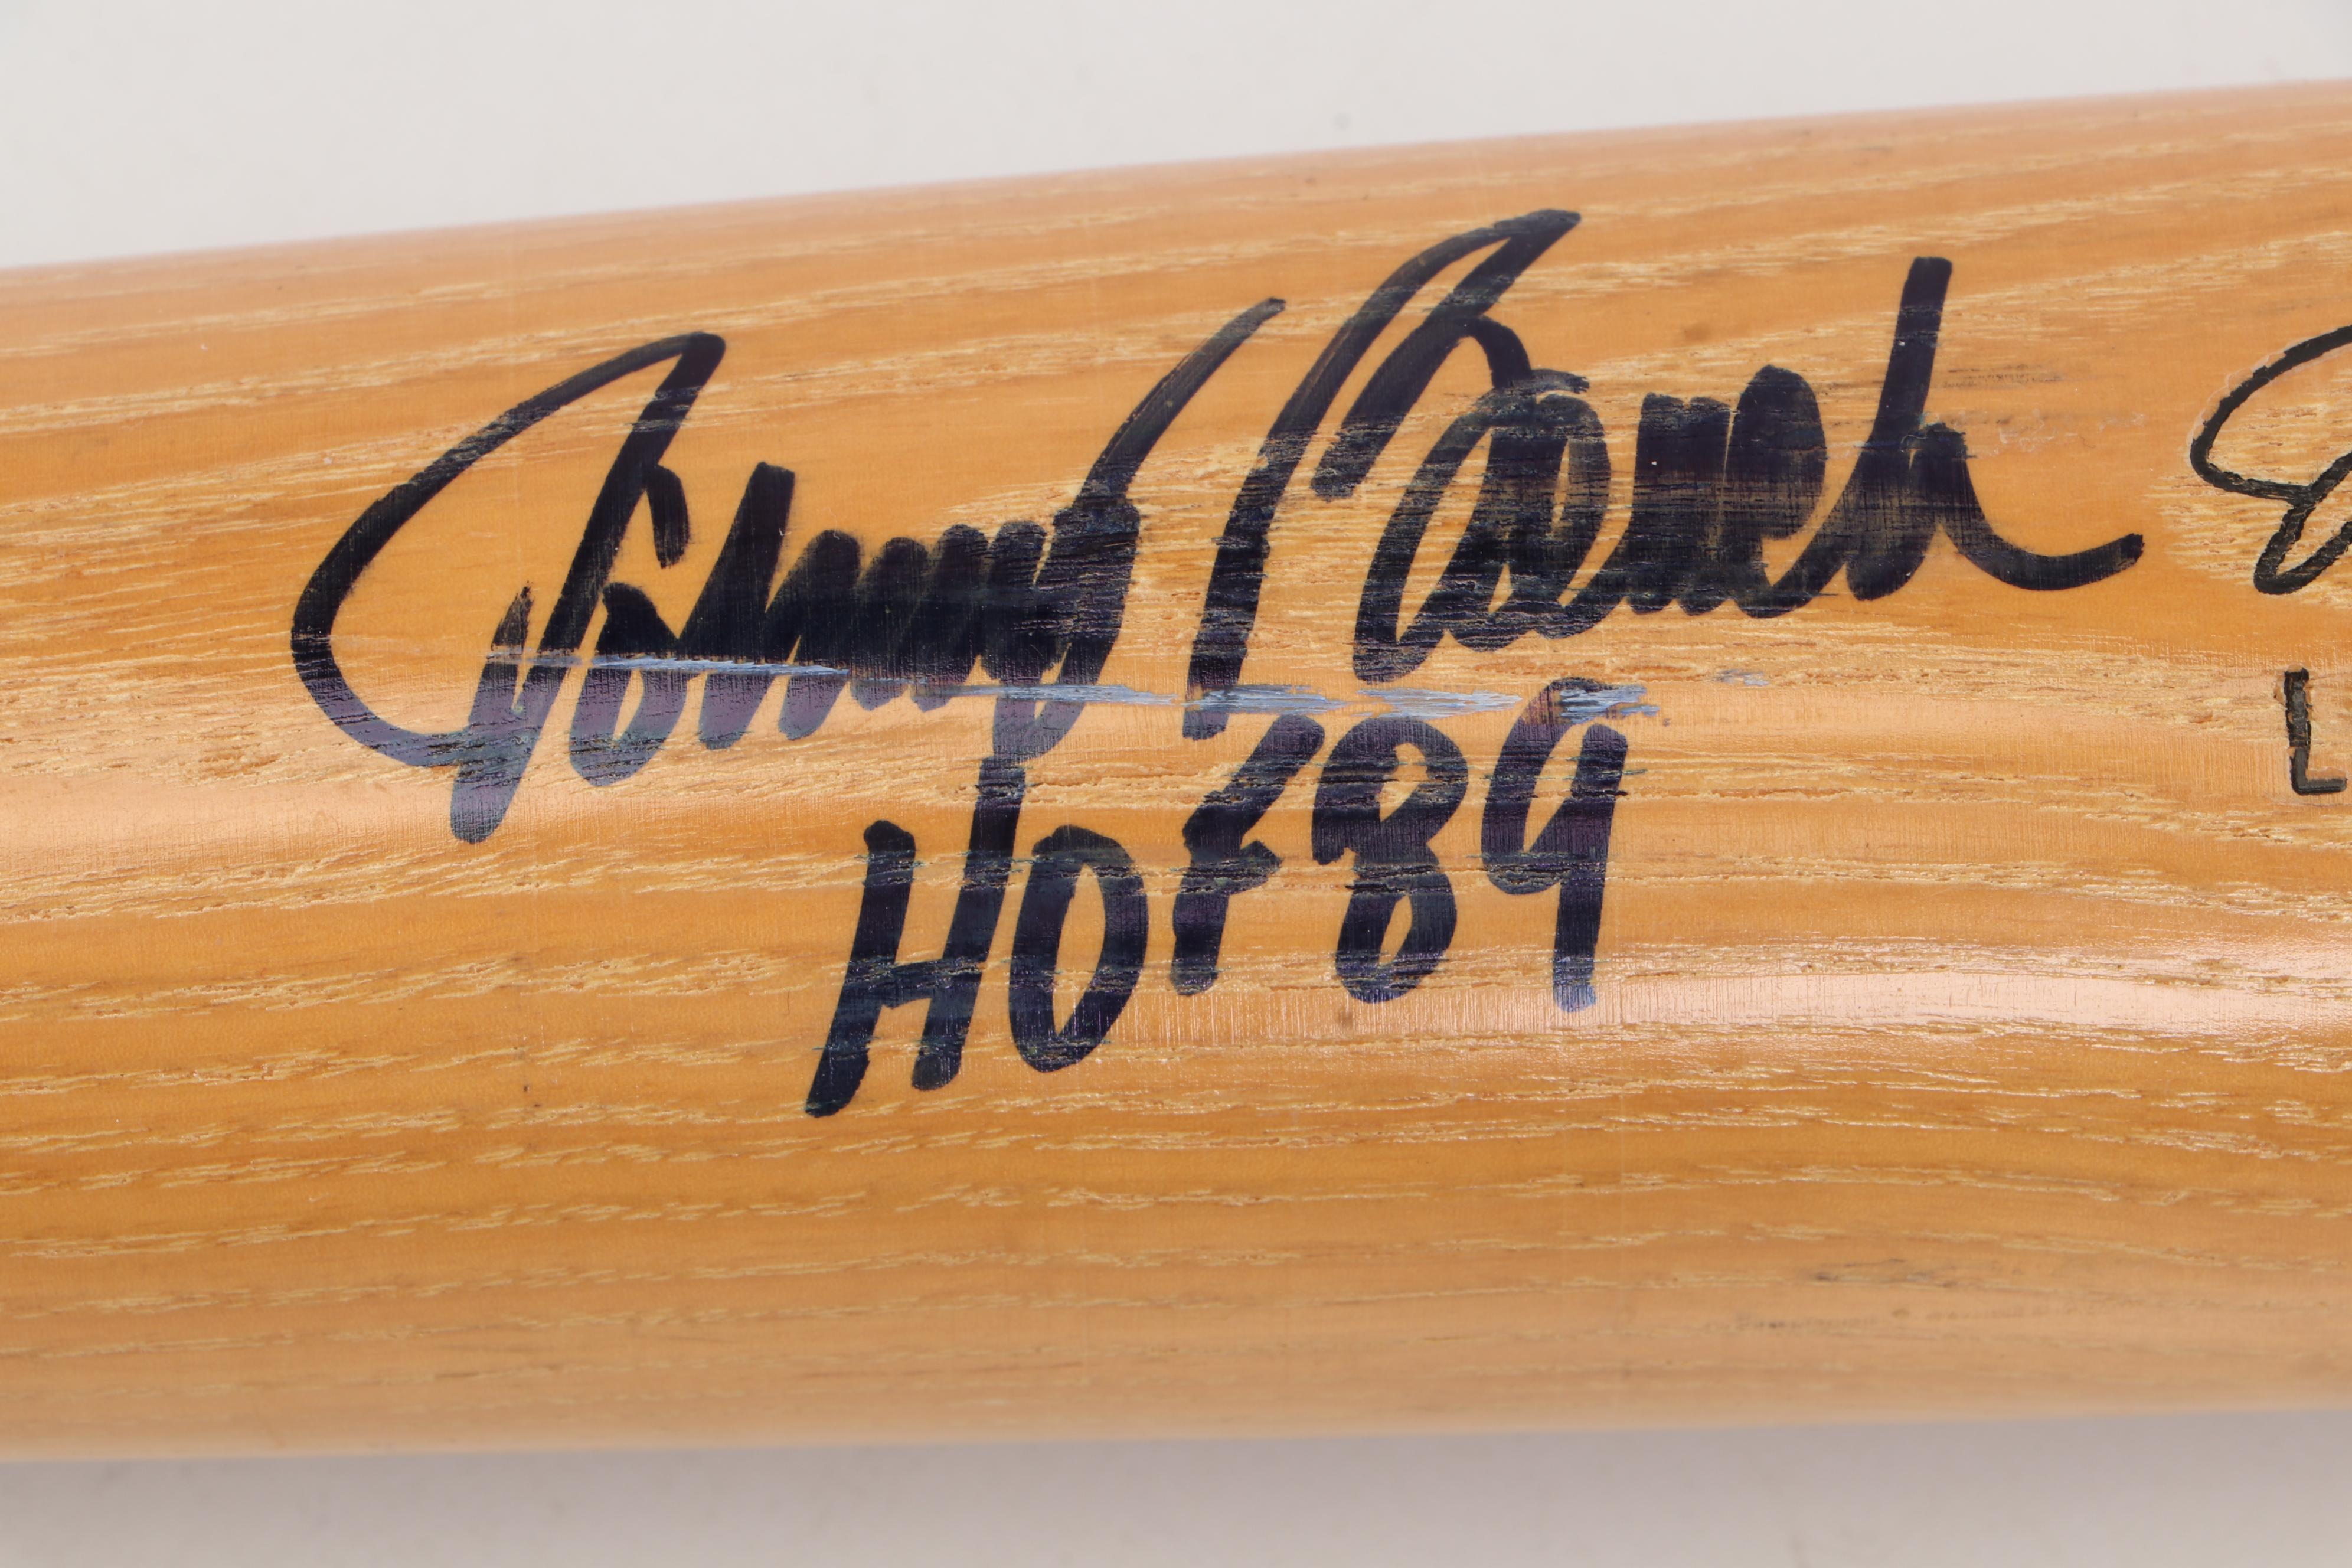 Johnny Bench
HOF 89
L